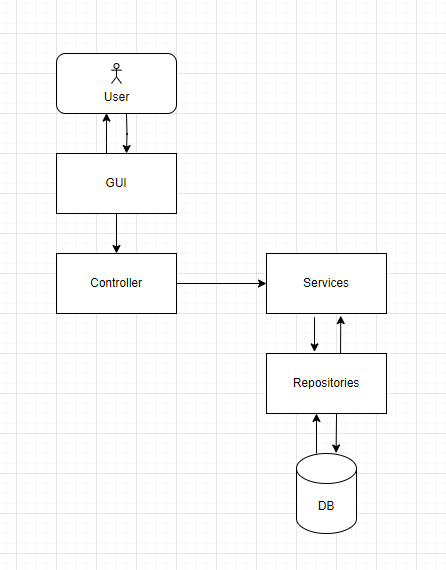 User
GUI
Controller
Services
Repositories
DB